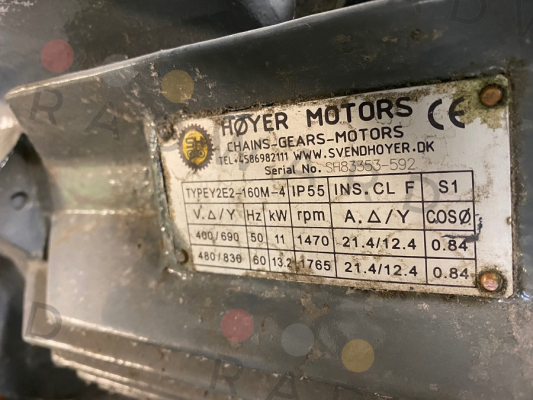 HØYER MOTORS CE
CHAINS-GEARS-MOTORS
TEL+4586982111 WWW.SVENDHOYER.DK
Serial No. SH83353-592
TYPEY2E2-160M-4 IP55 INS.CL F S1
V.△/Y Hz kW rpm A.△/Y COSØ
400/690 50 11 1470 21.4/12.4 0.84
480/830 60 13.2 1765 21.4/12.4 0.84